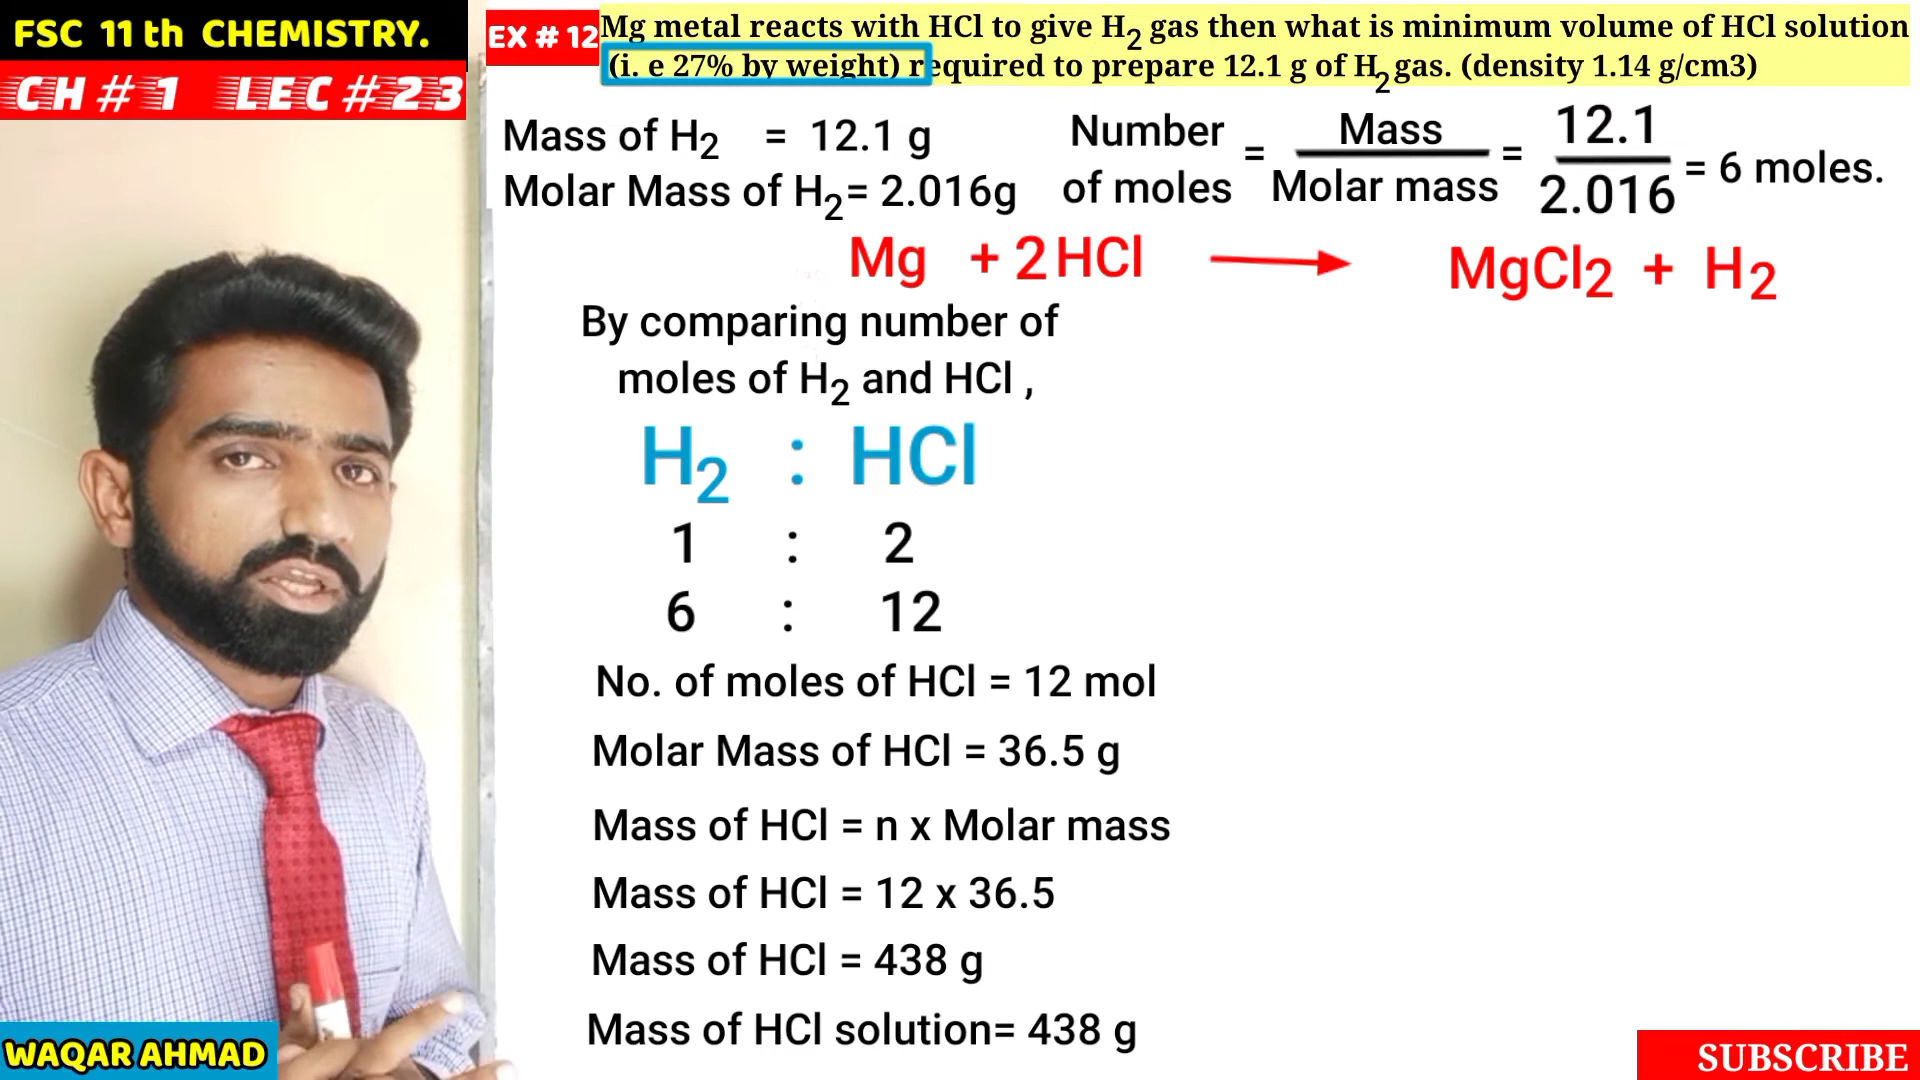 FSC 11 th CHEMISTRY.
CH # 1 LEC # 23
EX # 12
Mg metal reacts with HCl to give H2 gas then what is minimum volume of HCl solution
(i. e 27% by weight) required to prepare 12.1 g of H2 gas. (density 1.14 g/cm3)
Mass of H2 = 12.1 g
Molar Mass of H2= 2.016g
Number of moles = Mass / Molar mass = 12.1 / 2.016 = 6 moles.
Mg + 2 HCl ⟶ MgCl2 + H2
By comparing number of
moles of H2 and HCl ,
H2 : HCl
1 : 2
6 : 12
No. of moles of HCl = 12 mol
Molar Mass of HCl = 36.5 g
Mass of HCl = n x Molar mass
Mass of HCl = 12 x 36.5
Mass of HCl = 438 g
Mass of HCl solution= 438 g
WAQAR AHMAD
SUBSCRIBE